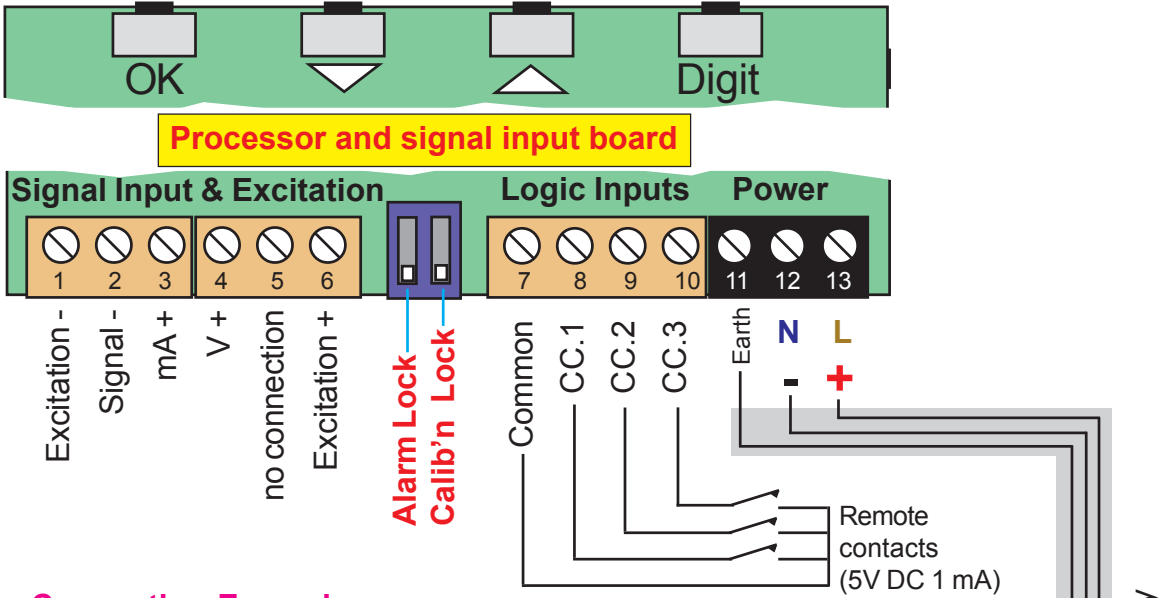 OK Digit
Processor and signal input board
Signal Input & Excitation Logic Inputs Power
1 2 3 4 5 6 7 8 9 10 11 12 13
Excitation -
Signal -
mA +
V +
no connection
Excitation +
Alarm Lock
Calib’n Lock
Common
CC.1
CC.2
CC.3
Earth
N L
- +
Remote
contacts
(5V DC 1 mA)